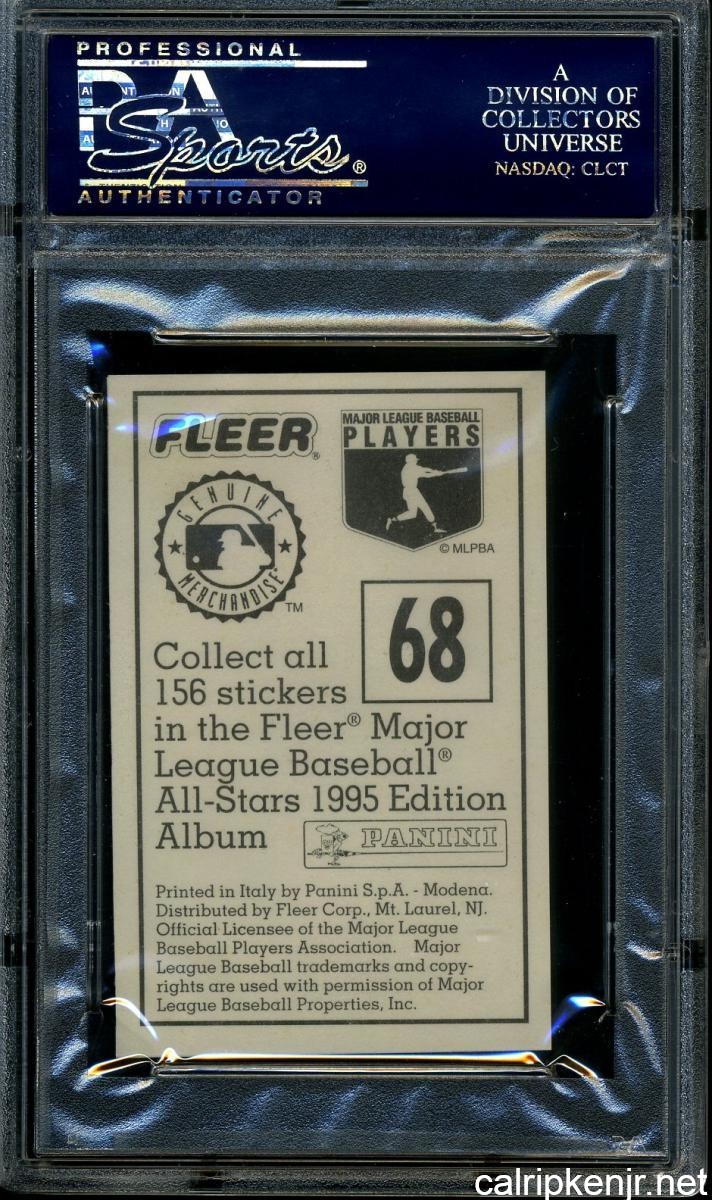 PROFESSIONAL
PSA
Sports®
AUTHENTICATOR
A
DIVISION OF
COLLECTORS
UNIVERSE
NASDAQ: CLCT
FLEER®
MAJOR LEAGUE BASEBALL
PLAYERS
© MLPBA
GENUINE
MERCHANDISE
TM
68
Collect all
156 stickers
in the Fleer® Major
League Baseball®
All-Stars 1995 Edition
Album
PANINI
Printed in Italy by Panini S.p.A. - Modena.
Distributed by Fleer Corp., Mt. Laurel, NJ.
Official Licensee of the Major League
Baseball Players Association. Major
League Baseball trademarks and copy-
rights are used with permission of Major
League Baseball Properties, Inc.
calripkenjr.net